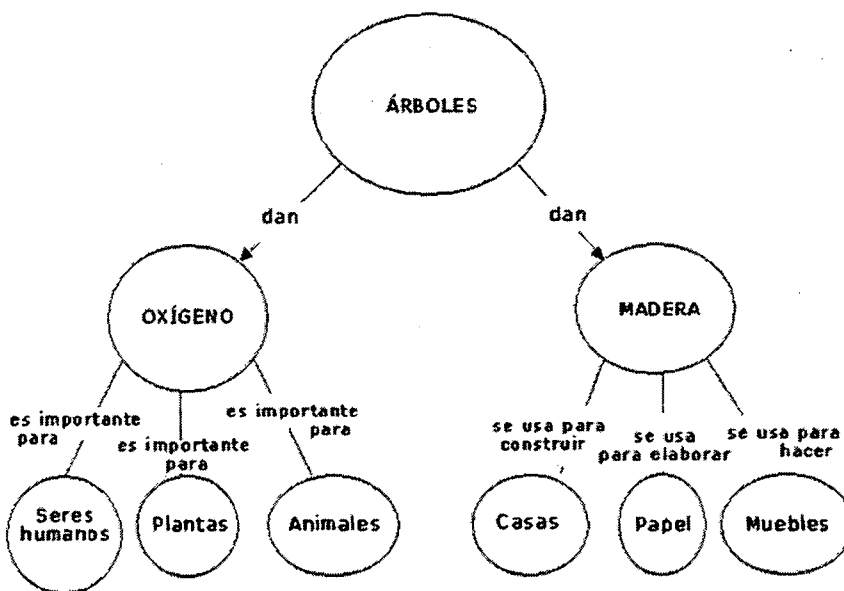 ÁRBOLES
dan
dan
OXÍGENO
MADERA
es importante
para
es importante
para
es importante
para
se usa para
construir
se usa
para elaborar
se usa para
hacer
Seres
humanos
Plantas
Animales
Casas
Papel
Muebles